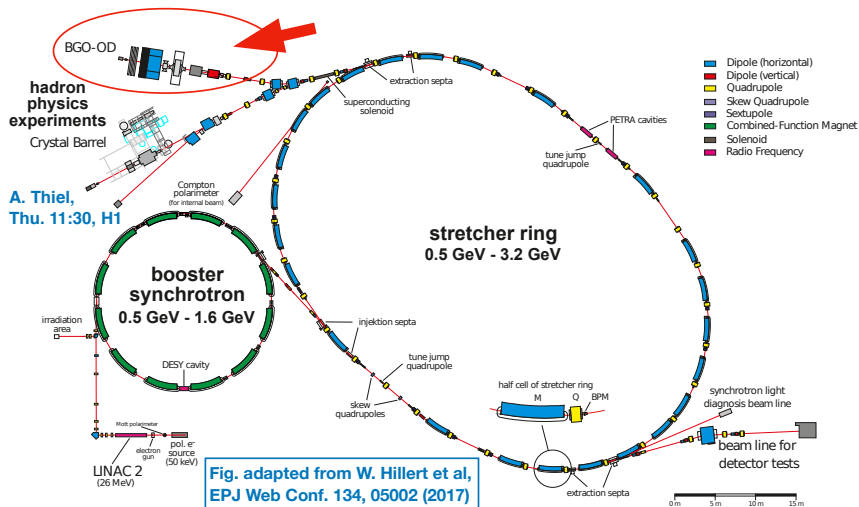 BGO-OD
hadron
physics
experiments
Crystal Barrel
A. Thiel,
Thu. 11:30, H1
extraction septa
superconducting
solenoid
Compton
polarimeter
(for internal beam)
PETRA cavities
tune jump
quadrupole
Dipole (horizontal)
Dipole (vertical)
Quadrupole
Skew Quadrupole
Sextupole
Combined-Function Magnet
Solenoid
Radio Frequency
stretcher ring
0.5 GeV - 3.2 GeV
booster
synchrotron
0.5 GeV - 1.6 GeV
irradiation
area
DESY cavity
injektion septa
tune jump
quadrupole
skew
quadrupoles
half cell of stretcher ring
M
Q
BPM
synchrotron light
diagnosis beam line
beam line for
detector tests
extraction septa
Mott polarimeter
electron
gun
pol. e-
source
(50 keV)
LINAC 2
(26 MeV)
Fig. adapted from W. Hillert et al,
EPJ Web Conf. 134, 05002 (2017)
0 m
5 m
10 m
15 m